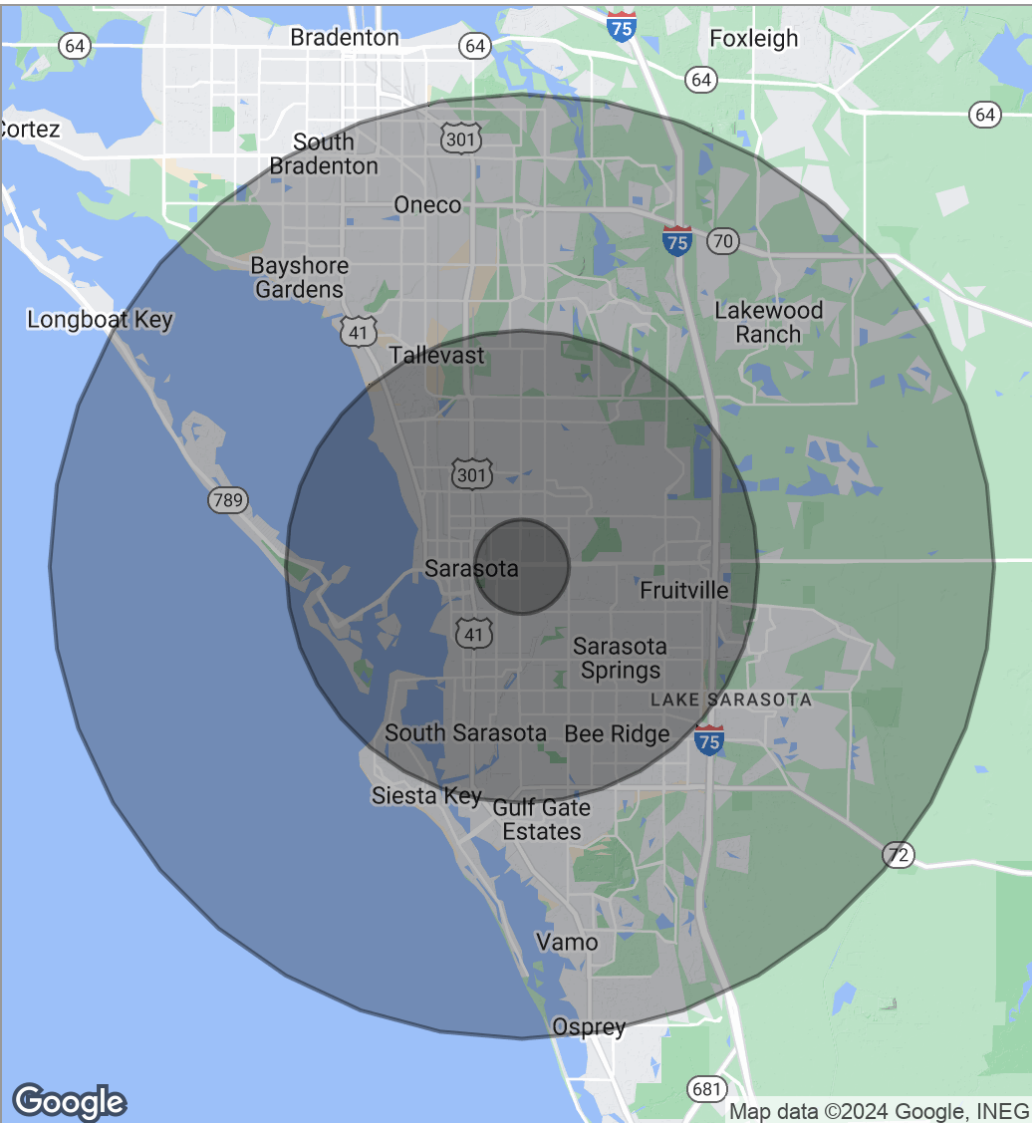 Bradenton
64
64
75
Foxleigh
64
64
Cortez
301
South
Bradenton
Oneco
75
70
Bayshore
Gardens
Longboat Key
41
Lakewood
Ranch
Tallevast
301
789
Sarasota
Fruitville
41
Sarasota
Springs
LAKE SARASOTA
South Sarasota
Bee Ridge
75
Siesta Key
Gulf Gate
Estates
72
Vamo
Osprey
681
Google
Map data ©2024 Google, INEG